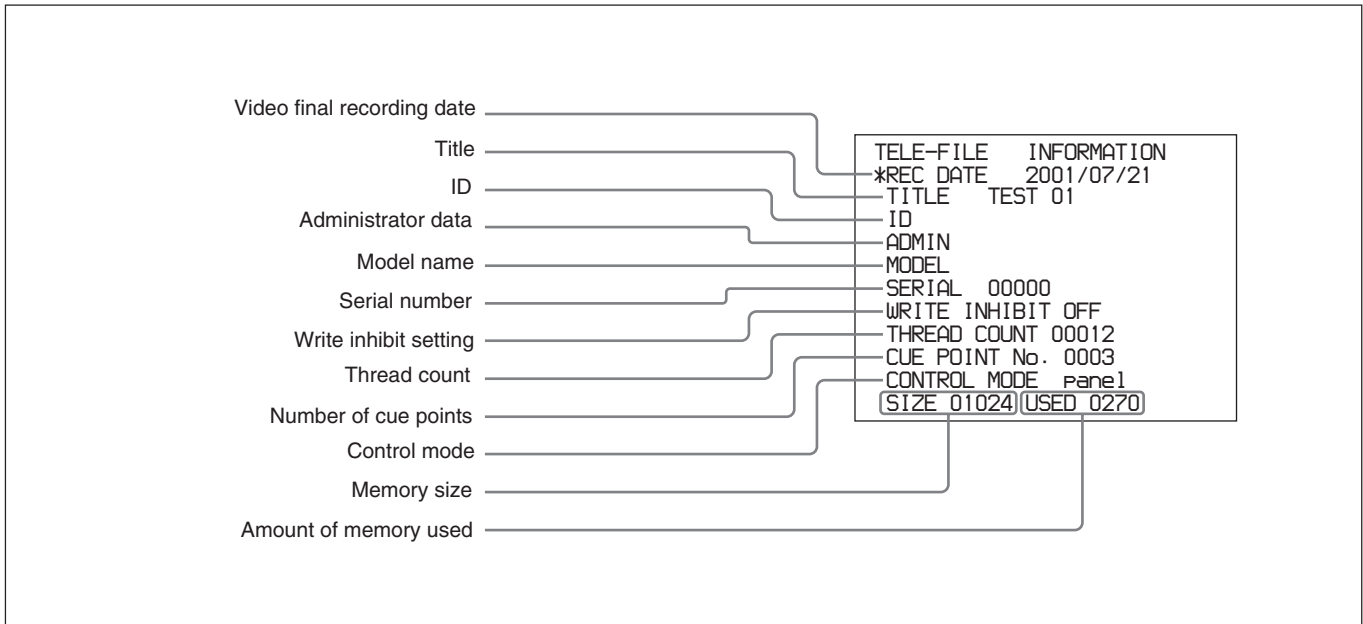 Video final recording date
Title
ID
Administrator data
Model name
Serial number
Write inhibit setting
Thread count
Number of cue points
Control mode
Memory size
Amount of memory used
TELE-FILE INFORMATION
*REC DATE 2001/07/21
TITLE TEST 01
ID
ADMIN
MODEL
SERIAL 00000
WRITE INHIBIT OFF
THREAD COUNT 00012
CUE POINT No. 0003
CONTROL MODE panel
SIZE 01024 USED 0270